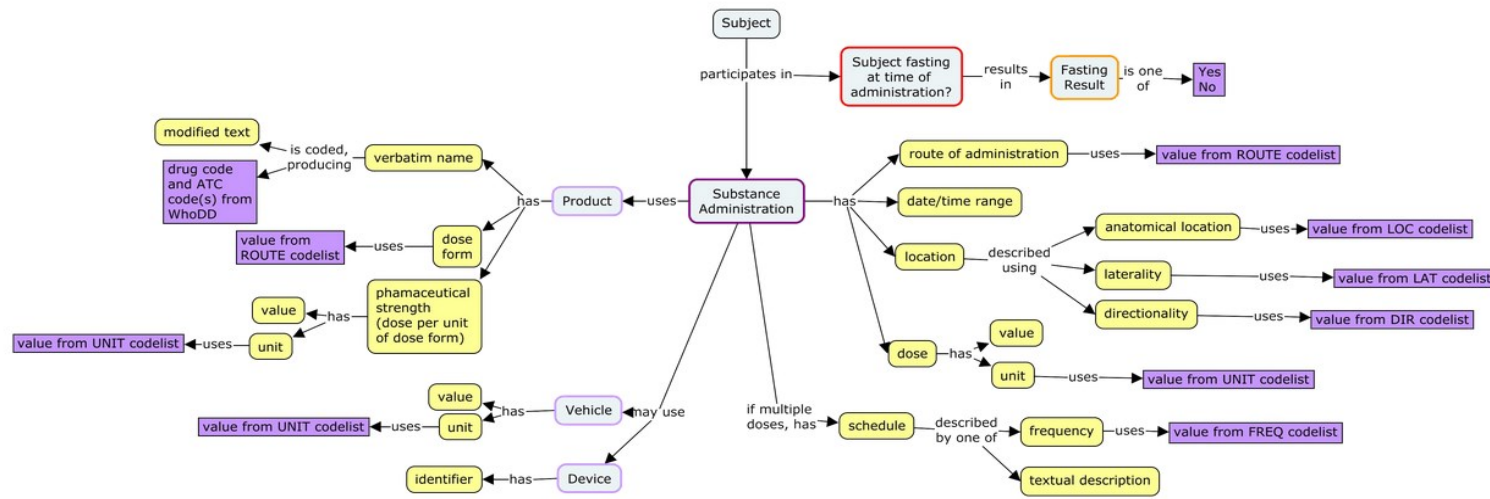 Subject
participates in
Subject fasting
at time of
administration?
results
in
Fasting
Result
is one
of
Yes
No
modified text
is coded,
producing
verbatim name
drug code
and ATC
code(s) from
WhoDD
has
Product
uses
Substance
Administration
has
route of administration
uses
value from ROUTE codelist
date/time range
location
described
using
anatomical location
uses
value from LOC codelist
laterality
uses
value from LAT codelist
directionality
uses
value from DIR codelist
value from
ROUTE codelist
uses
dose
form
phamaceutical
strength
(dose per unit
of dose form)
has
value
unit
uses
value from UNIT codelist
dose
has
value
unit
uses
value from UNIT codelist
may use
Vehicle
has
value
unit
uses
value from UNIT codelist
Device
has
identifier
if multiple
doses, has
schedule
described
by one of
frequency
uses
value from FREQ codelist
textual description